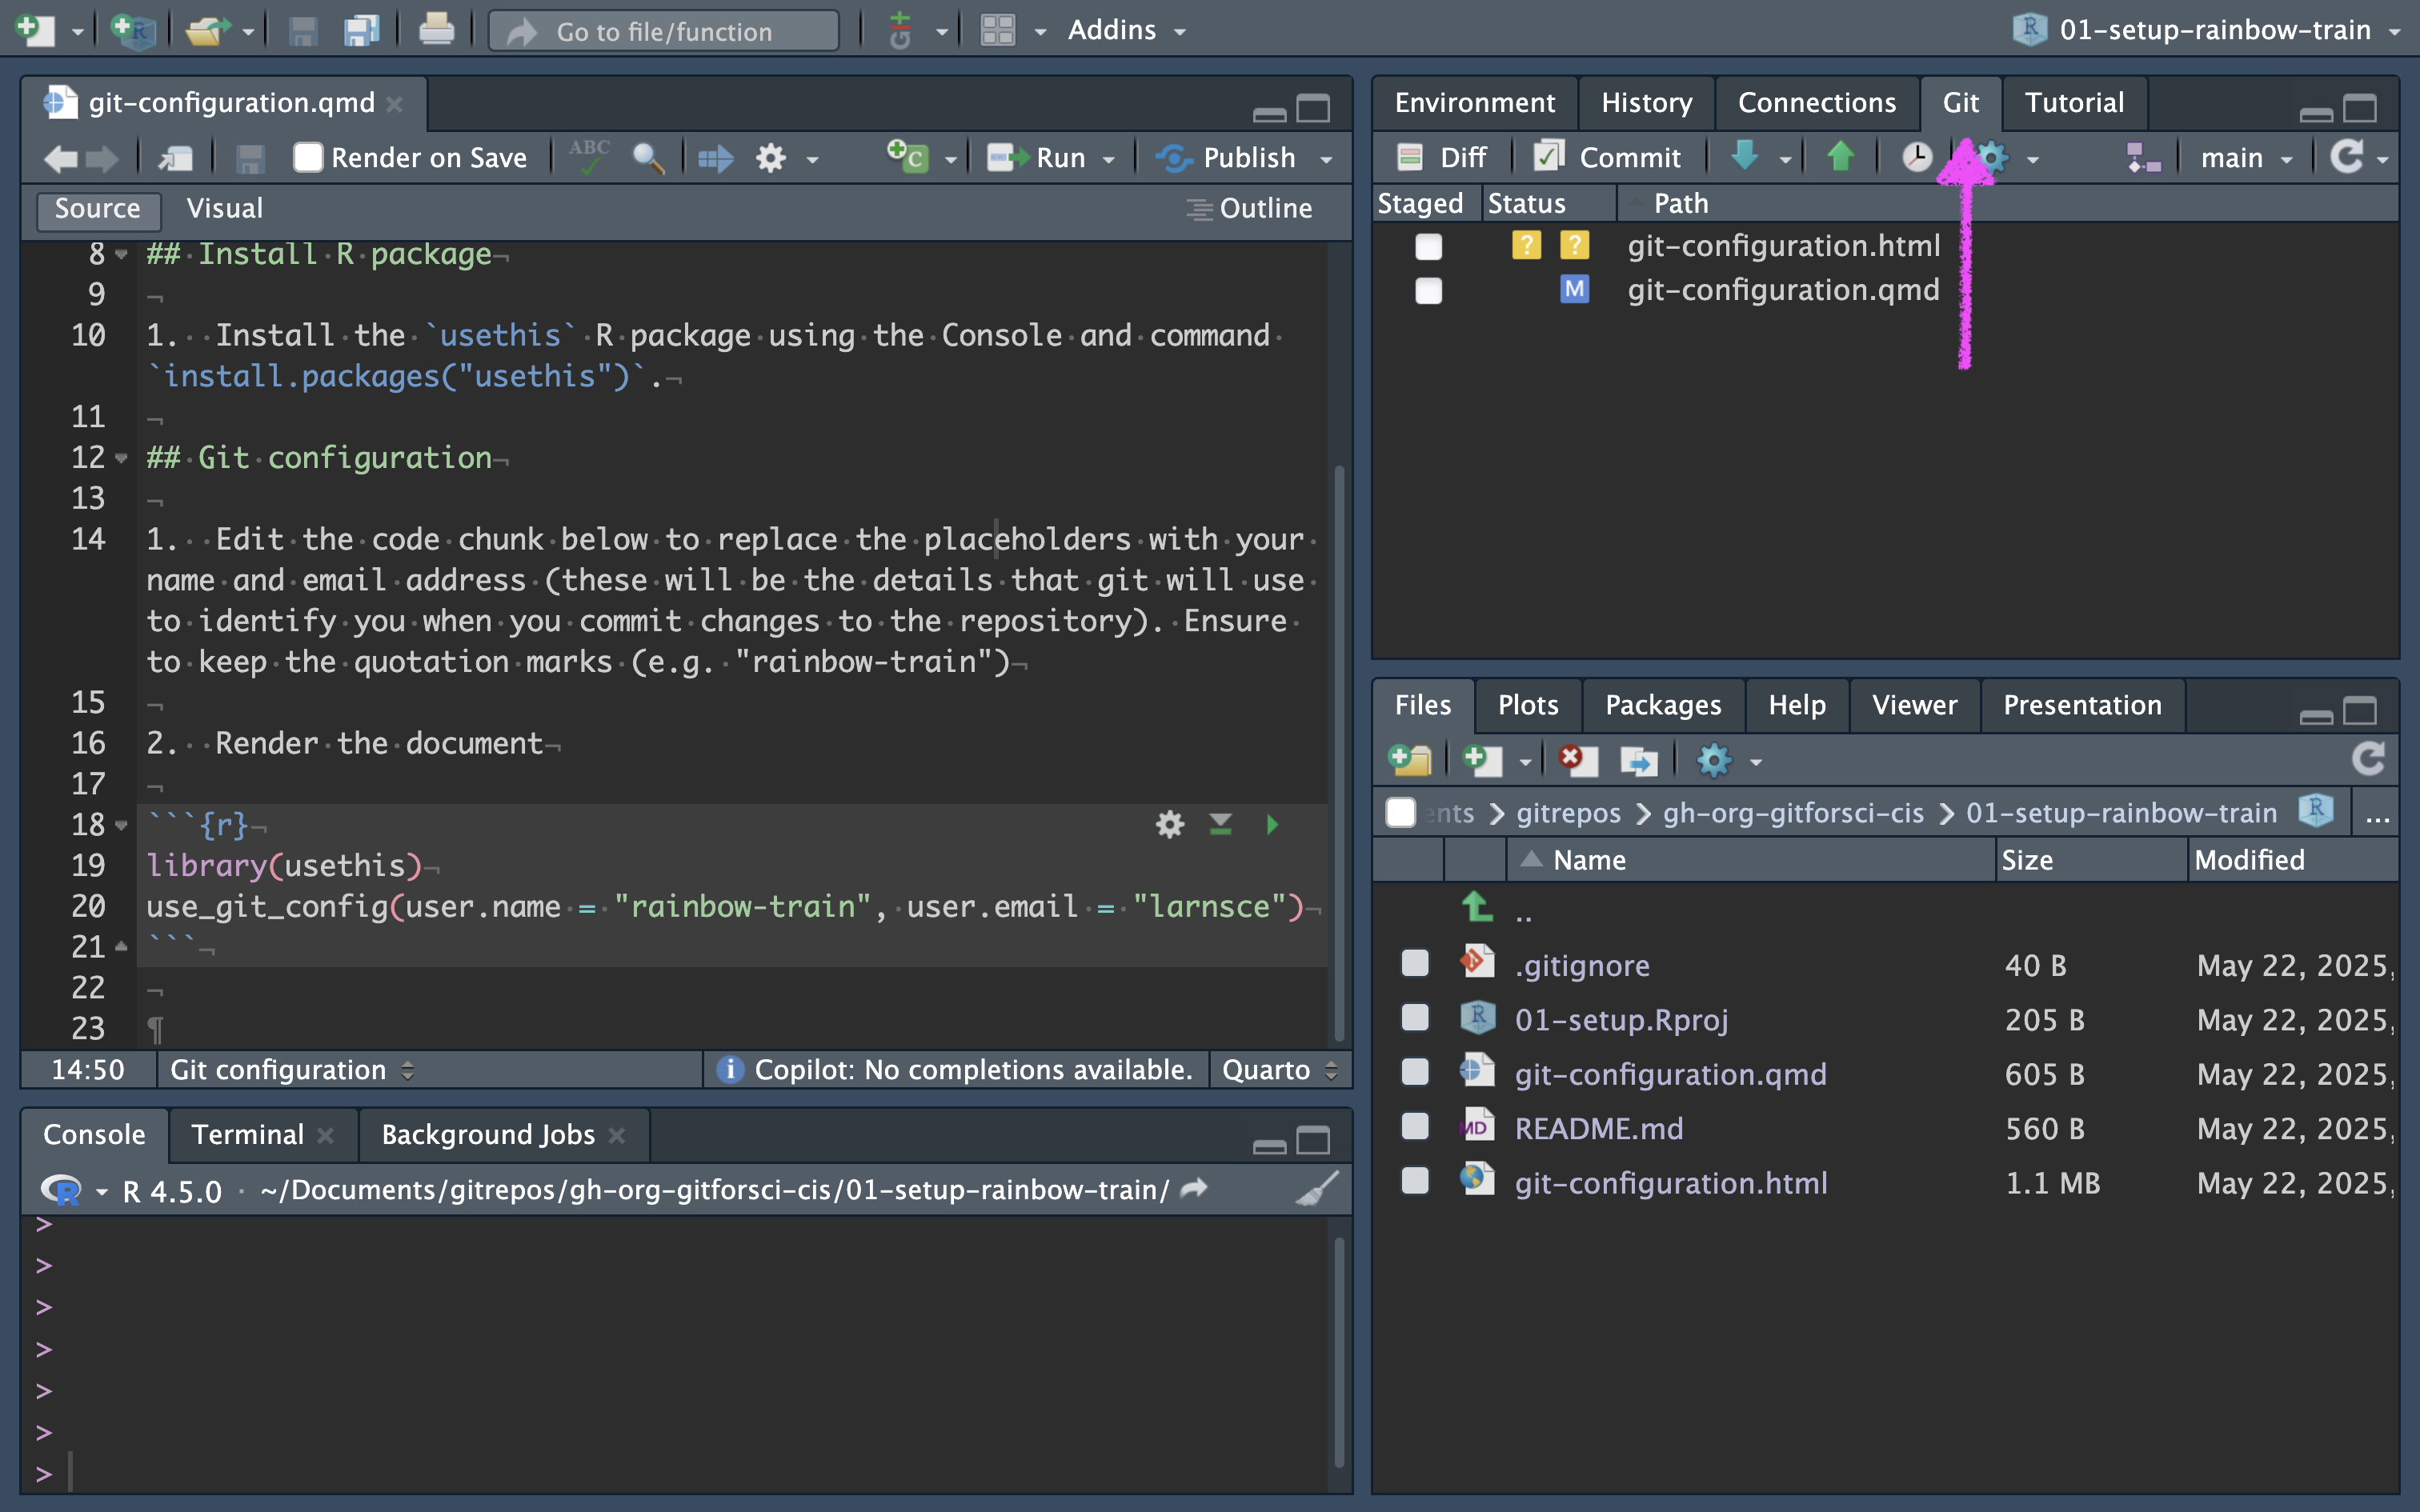 Go to file/function
git
Addins
01-setup-rainbow-train
git-configuration.qmd
Render on Save
ABC
Run
Publish
Source
Visual
Outline
8 ## Install R package
9
10 1.  Install the `usethis` R package using the Console and command
`install.packages("usethis")`.
11
12 ## Git configuration
13
14 1.  Edit the code chunk below to replace the placeholders with your
name and email address (these will be the details that git will use
to identify you when you commit changes to the repository). Ensure
to keep the quotation marks (e.g. "rainbow-train")
15
16 2.  Render the document
17
18 ```{r}
19 library(usethis)
20 use_git_config(user.name = "rainbow-train", user.email = "larnsce")
21 ```
22
23
14:50
Git configuration
Copilot: No completions available.
Quarto
Console
Terminal
Background Jobs
R 4.5.0 · ~/Documents/gitrepos/gh-org-gitforsci-cis/01-setup-rainbow-train/
>
>
>
>
>
>
>
Environment
History
Connections
Git
Tutorial
Diff
Commit
main
Staged
Status
Path
? ? git-configuration.html
M git-configuration.qmd
Files
Plots
Packages
Help
Viewer
Presentation
ents > gitrepos > gh-org-gitforsci-cis > 01-setup-rainbow-train R ...
Name
Size
Modified
..
.gitignore 40 B May 22, 2025,
01-setup.Rproj 205 B May 22, 2025,
git-configuration.qmd 605 B May 22, 2025,
README.md 560 B May 22, 2025,
git-configuration.html 1.1 MB May 22, 2025,